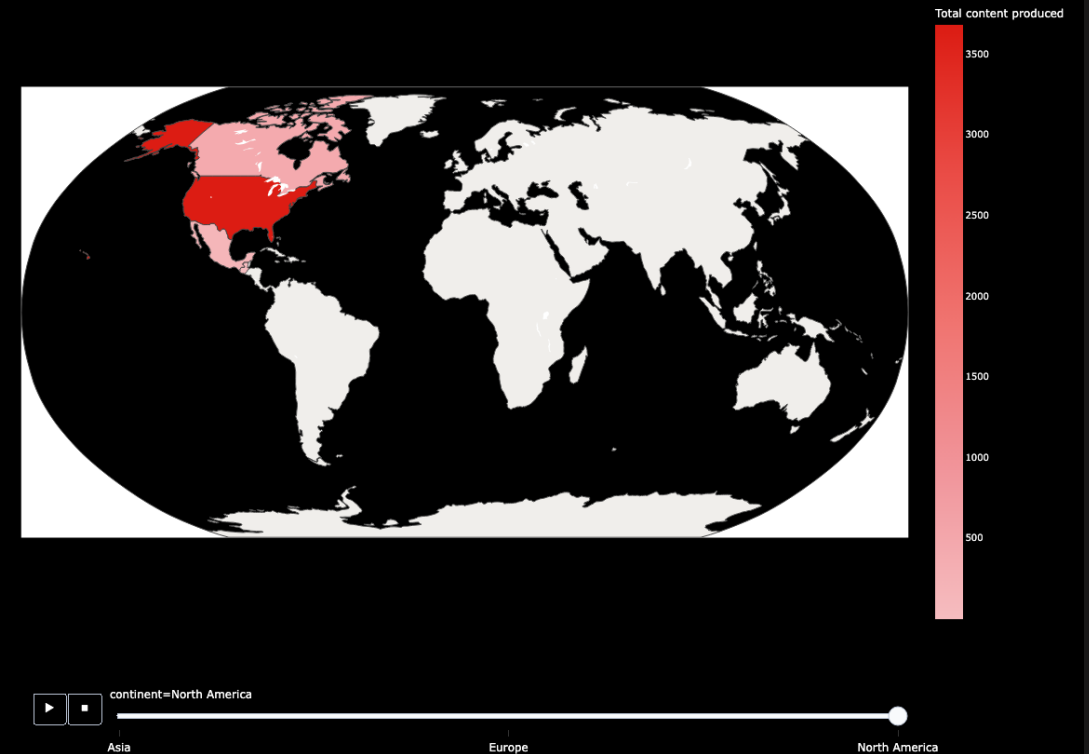 Total content produced
3500
3000
2500
2000
1500
1000
500
continent=North America
Asia
Europe
North America